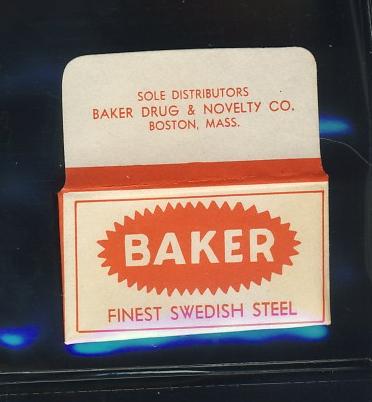 SOLE DISTRIBUTORS
BAKER DRUG & NOVELTY CO.
BOSTON, MASS.
BAKER
FINEST SWEDISH STEEL